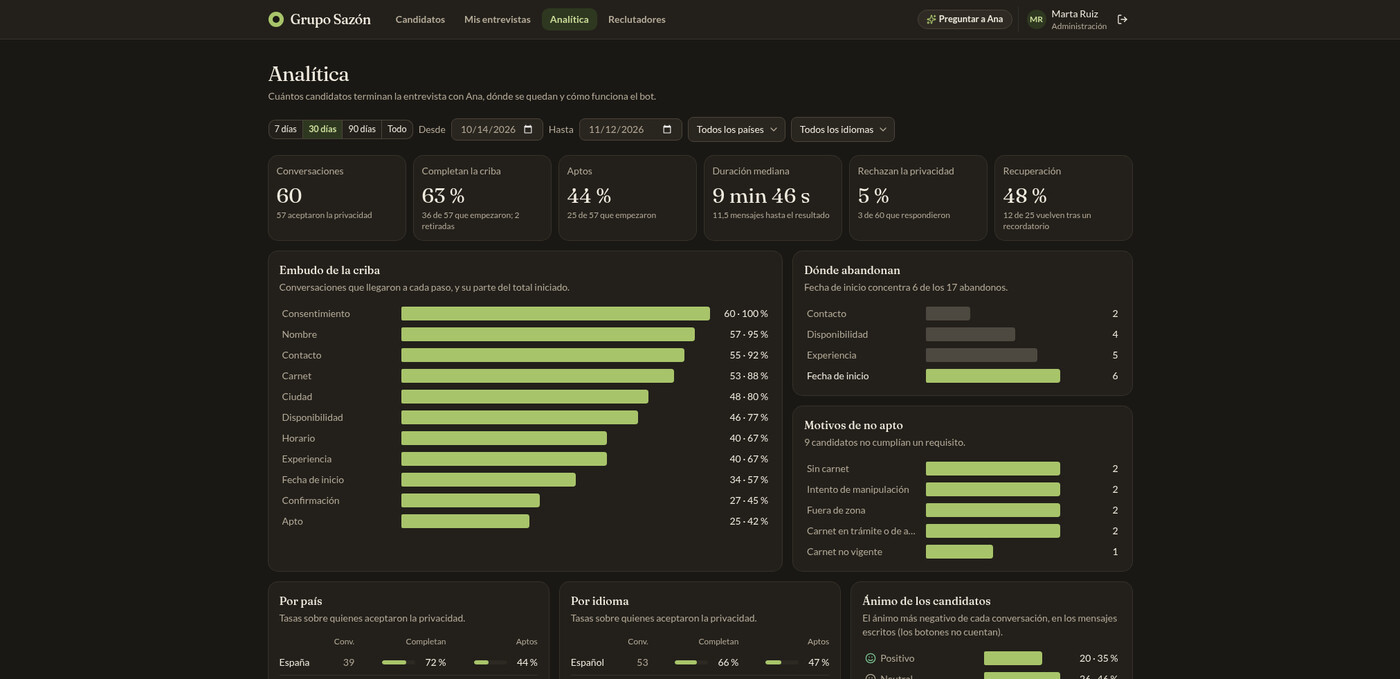 Grupo Sazón Candidatos Mis entrevistas Analítica Reclutadores Preguntar a Ana MR Marta Ruiz
Administración
Analítica
Cuántos candidatos terminan la entrevista con Ana, dónde se quedan y cómo funciona el bot.
7 días 30 días 90 días Todo Desde 10/14/2026 Hasta 11/12/2026 Todos los países Todos los idiomas
Conversaciones
60
57 aceptaron la privacidad
Completan la criba
63 %
36 de 57 que empezaron; 2
retiradas
Aptos
44 %
25 de 57 que empezaron
Duración mediana
9 min 46 s
11,5 mensajes hasta el resultado
Rechazan la privacidad
5 %
3 de 60 que respondieron
Recuperación
48 %
12 de 25 vuelven tras un
recordatorio
Embudo de la criba
Conversaciones que llegaron a cada paso, y su parte del total iniciado.
Consentimiento 60 · 100 %
Nombre 57 · 95 %
Contacto 55 · 92 %
Carnet 53 · 88 %
Ciudad 48 · 80 %
Disponibilidad 46 · 77 %
Horario 40 · 67 %
Experiencia 40 · 67 %
Fecha de inicio 34 · 57 %
Confirmación 27 · 45 %
Apto 25 · 42 %
Dónde abandonan
Fecha de inicio concentra 6 de los 17 abandonos.
Contacto 2
Disponibilidad 4
Experiencia 5
Fecha de inicio 6
Motivos de no apto
9 candidatos no cumplían un requisito.
Sin carnet 2
Intento de manipulación 2
Fuera de zona 2
Carnet en trámite o de a... 2
Carnet no vigente 1
Por país
Tasas sobre quienes aceptaron la privacidad.
Conv. Completan Aptos
España 39 72 % 44 %
Por idioma
Tasas sobre quienes aceptaron la privacidad.
Conv. Completan Aptos
Español 53 66 % 47 %
Ánimo de los candidatos
El ánimo más negativo de cada conversación, en los mensajes
escritos (los botones no cuentan).
Positivo 20 · 35 %
Neutral 26 · 46 %